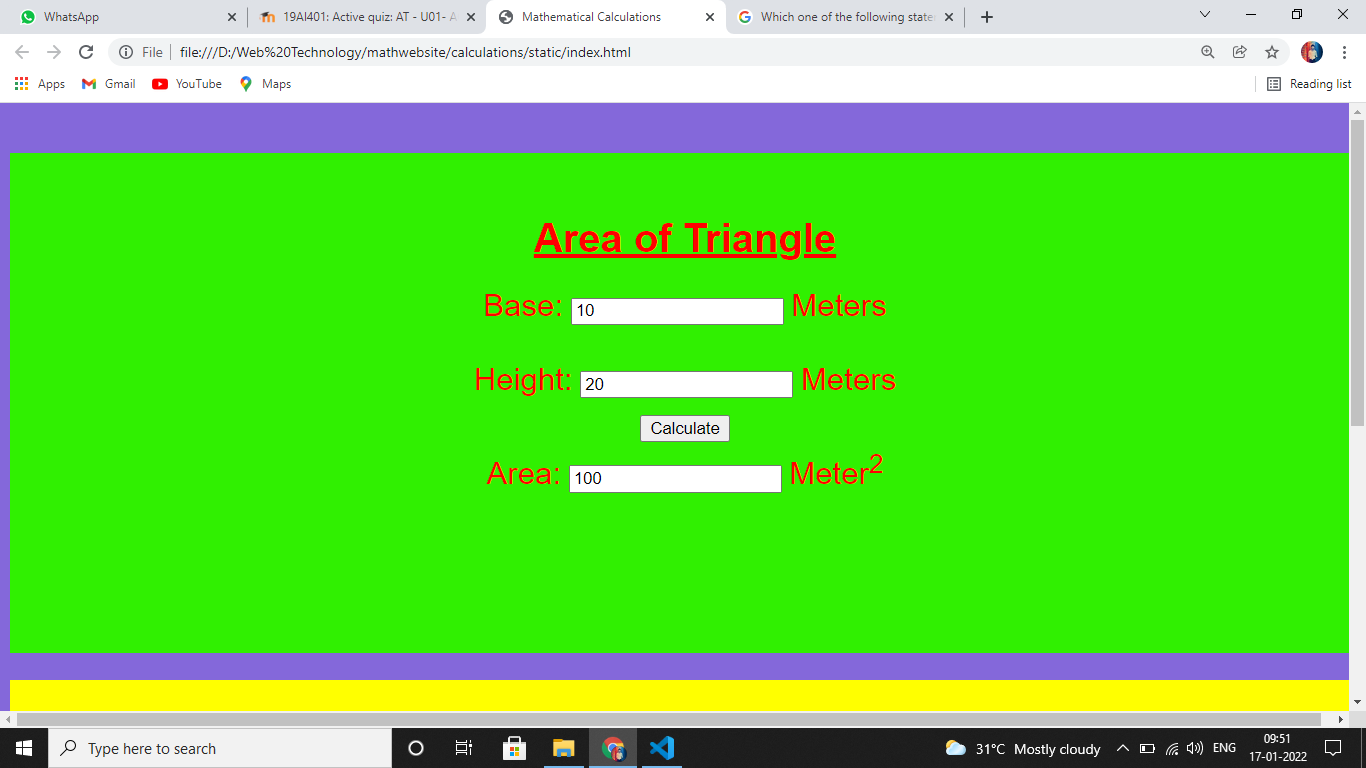 WhatsApp
19AI401: Active quiz: AT - U01- A
Mathematical Calculations
Which one of the following state
File
file:///D:/Web%20Technology/mathwebsite/calculations/static/index.html
Apps Gmail YouTube Maps Reading list
Area of Triangle
Base: 10 Meters
Height: 20 Meters
Calculate
Area: 100 Meter²
Type here to search
31°C Mostly cloudy
ENG
09:51
17-01-2022